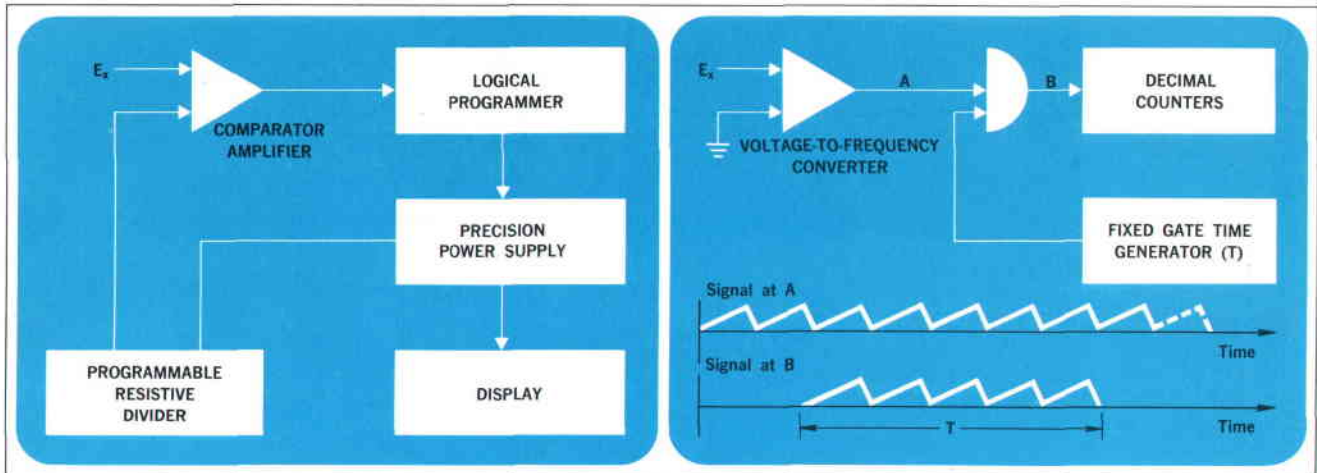 Eₓ
COMPARATOR
AMPLIFIER
LOGICAL
PROGRAMMER
PRECISION
POWER SUPPLY
PROGRAMMABLE
RESISTIVE
DIVIDER
DISPLAY
Eₓ
A
B
VOLTAGE-TO-FREQUENCY
CONVERTER
DECIMAL
COUNTERS
FIXED GATE TIME
GENERATOR (T)
Signal at A
Time
Signal at B
T
Time